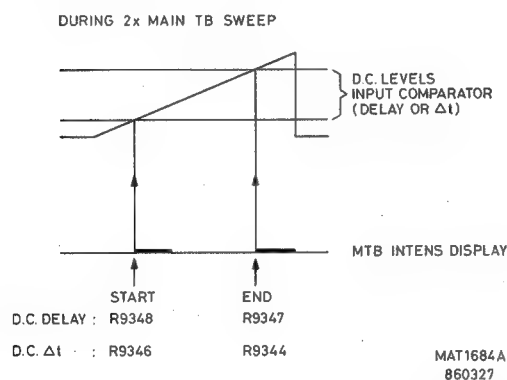 DURING 2x MAIN TB SWEEP
D.C. LEVELS
INPUT COMPARATOR
(DELAY OR Δt)
MTB INTENS DISPLAY
START END
D.C. DELAY : R9348 R9347
D.C. Δt : R9346 R9344
MAT1684A
860327